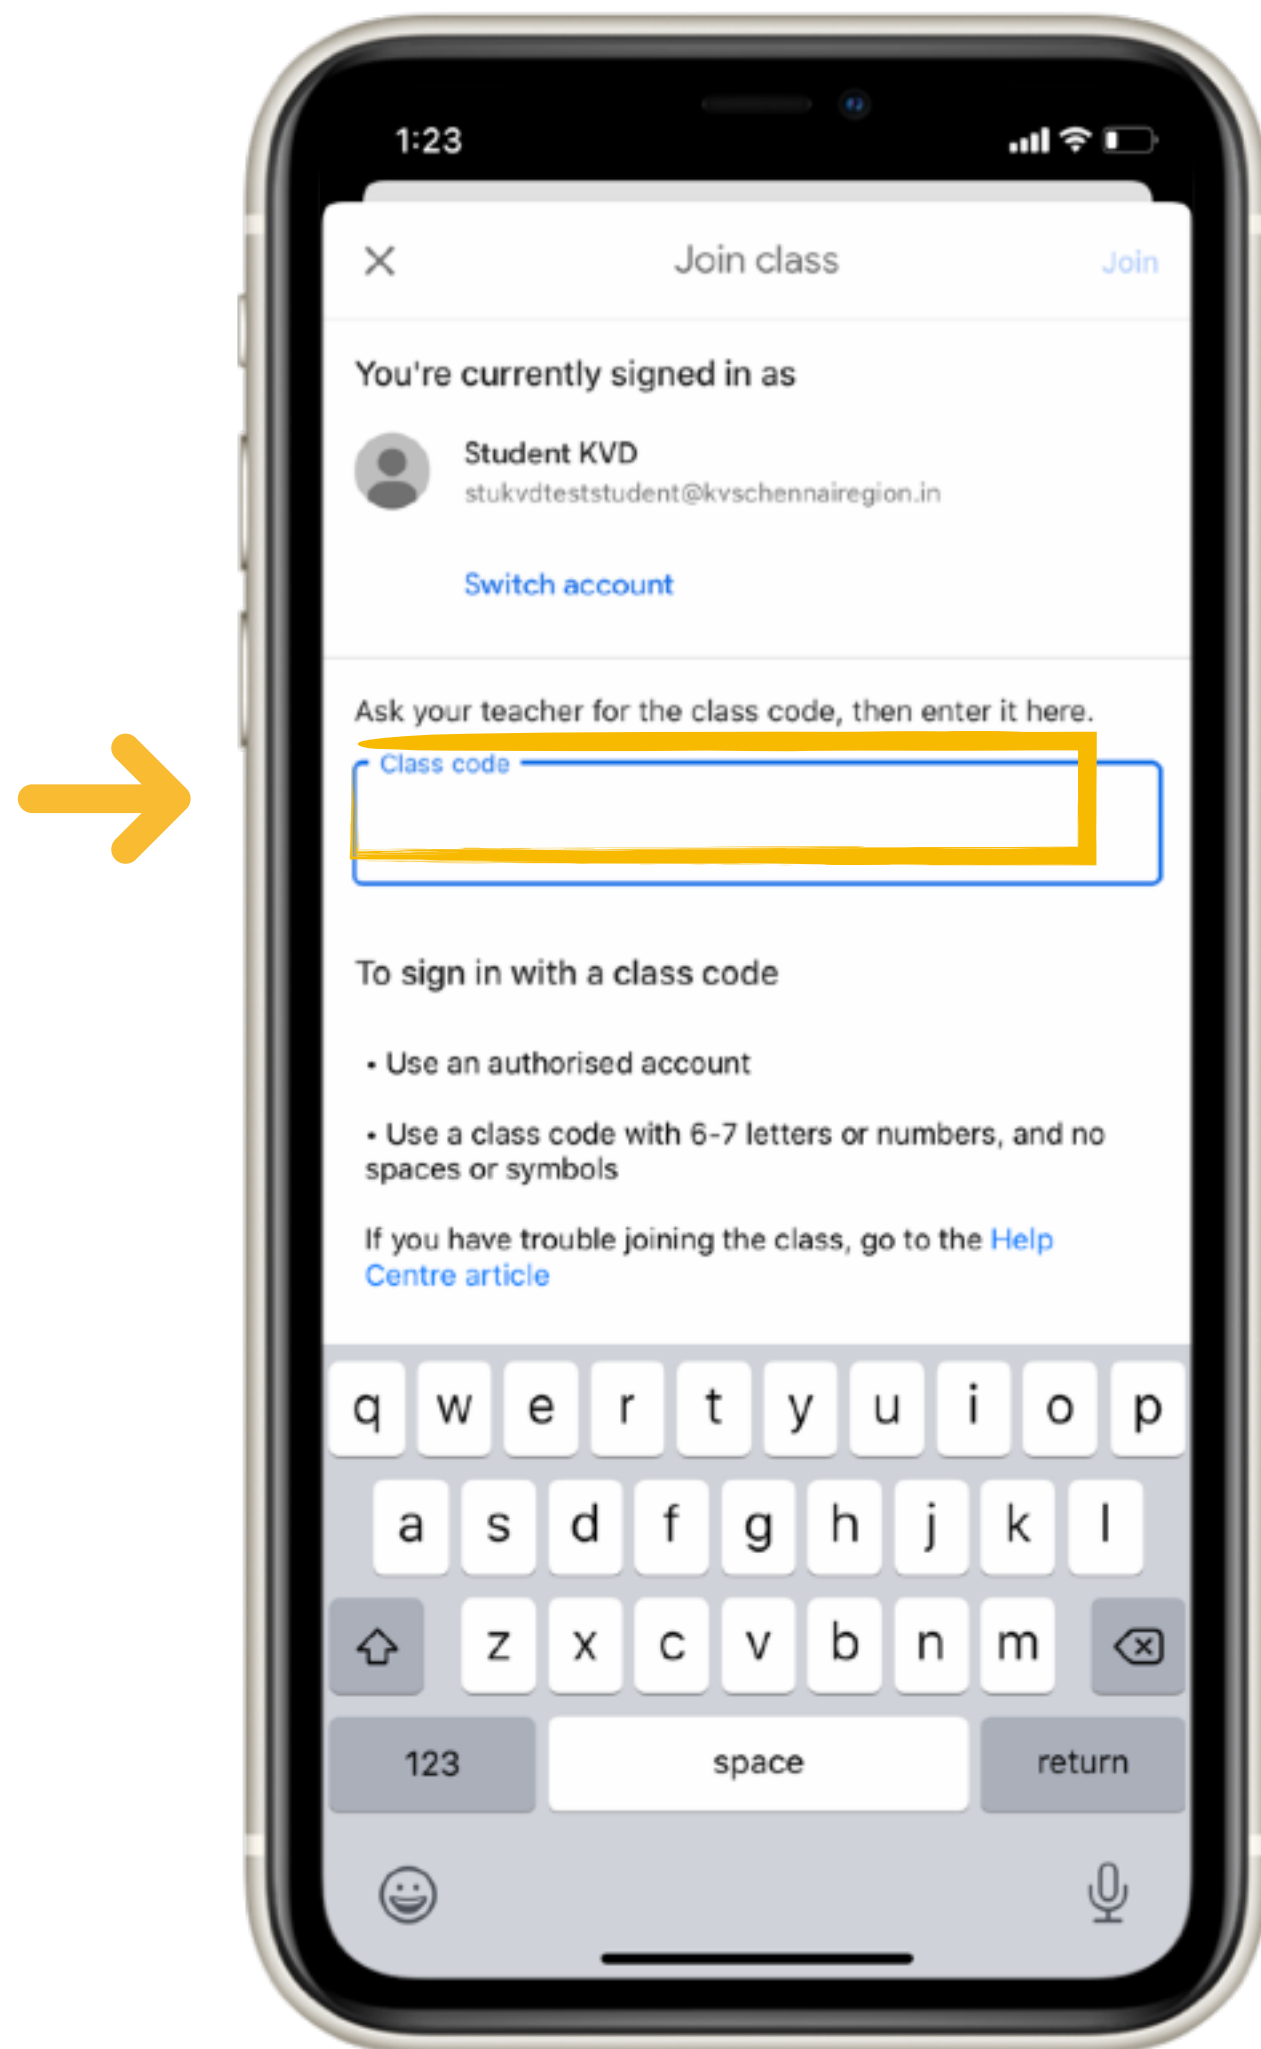 1:23
Join class
Join
You're currently signed in as
Student KVD
stukvdteststudent@kvschennairegion.in
Switch account
Ask your teacher for the class code, then enter it here.
Class code
To sign in with a class code
• Use an authorised account
• Use a class code with 6-7 letters or numbers, and no
spaces or symbols
If you have trouble joining the class, go to the Help
Centre article
q w e r t y u i o p
a s d f g h j k l
z x c v b n m
123 space return